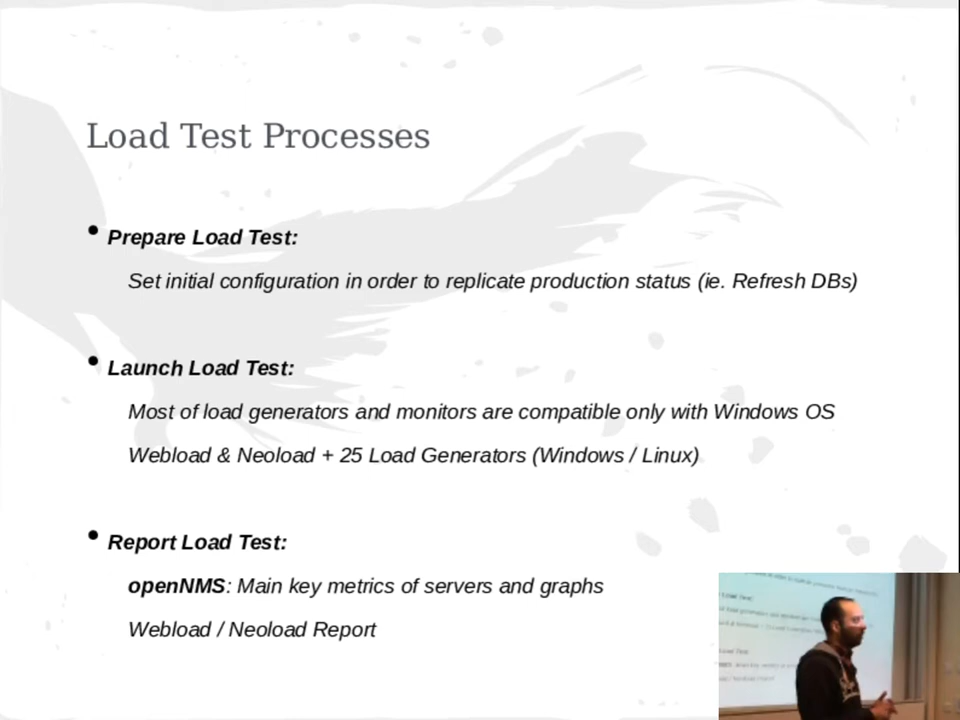 Load Test Processes
• Prepare Load Test:
Set initial configuration in order to replicate production status (ie. Refresh DBs)
• Launch Load Test:
Most of load generators and monitors are compatible only with Windows OS
Webload & Neoload + 25 Load Generators (Windows / Linux)
• Report Load Test:
openNMS: Main key metrics of servers and graphs
Webload / Neoload Report